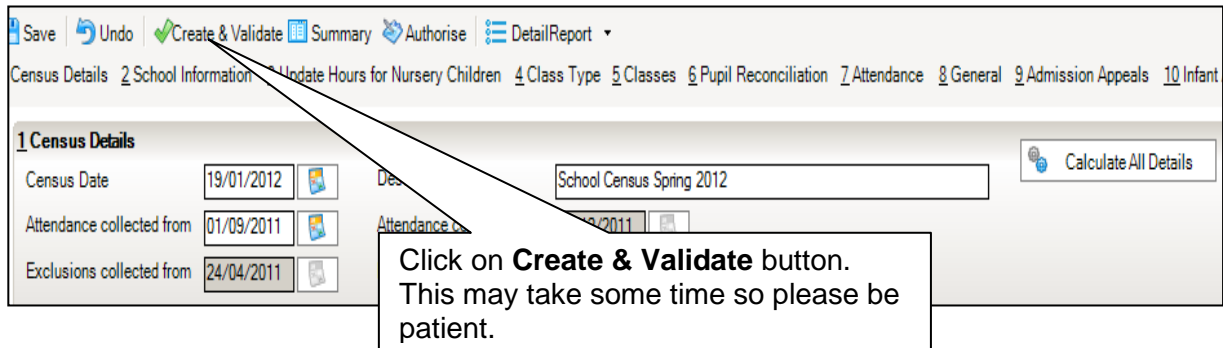 Save Undo Create & Validate Summary Authorise DetailReport
Census Details 2 School Information Update Hours for Nursery Children 4 Class Type 5 Classes 6 Pupil Reconciliation 7 Attendance 8 General 9 Admission Appeals 10 Infant
1 Census Details
Calculate All Details
Census Date 19/01/2012 School Census Spring 2012
Attendance collected from 01/09/2011 Attendance
Exclusions collected from 24/04/2011
Click on Create & Validate button.
This may take some time so please be
patient.